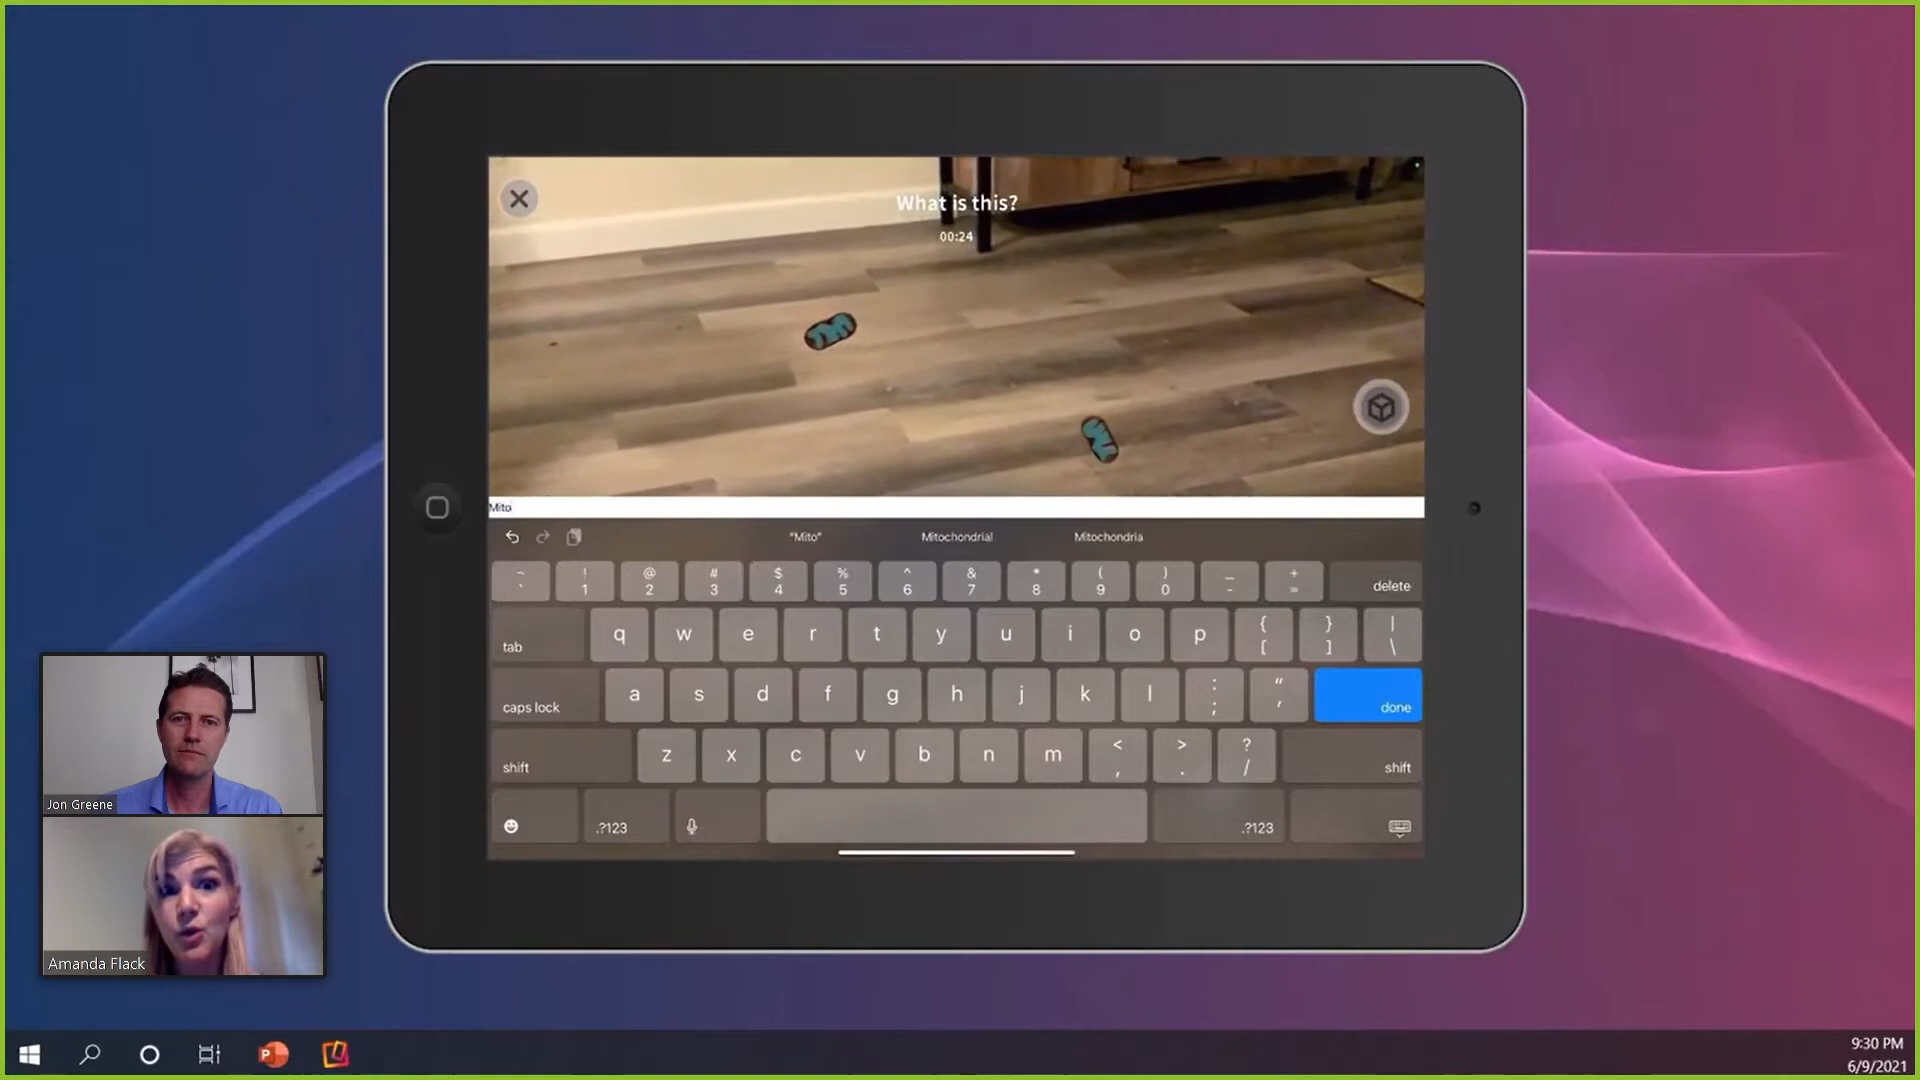 What is this?
00:24
Mito
"Mito" Mitochondrial Mitochondria
~ ! @ # $ % ^ & * ( ) _ +
` 1 2 3 4 5 6 7 8 9 0 - = delete
tab q w e r t y u i o p { [ } ] | \
caps lock a s d f g h j k l : ; " ' done
shift z x c v b n m < , > . ? / shift
.?123 .?123
Jon Greene
Amanda Flack
P
9:30 PM
6/9/2021